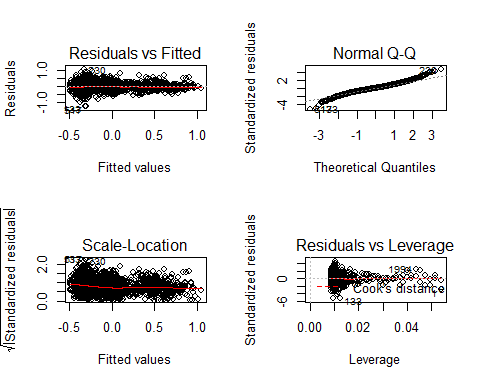 Residuals vs Fitted
Residuals
1.0
-1.0
-0.5 0.0 0.5 1.0
Fitted values
Normal Q-Q
Standardized residuals
2
-4
-3 -1 1 2 3
Theoretical Quantiles
Scale-Location
√|Standardized residuals|
2.0
0.0
-0.5 0.0 0.5 1.0
Fitted values
Residuals vs Leverage
Standardized residuals
0
-6
Cook's distance
0.00 0.02 0.04
Leverage